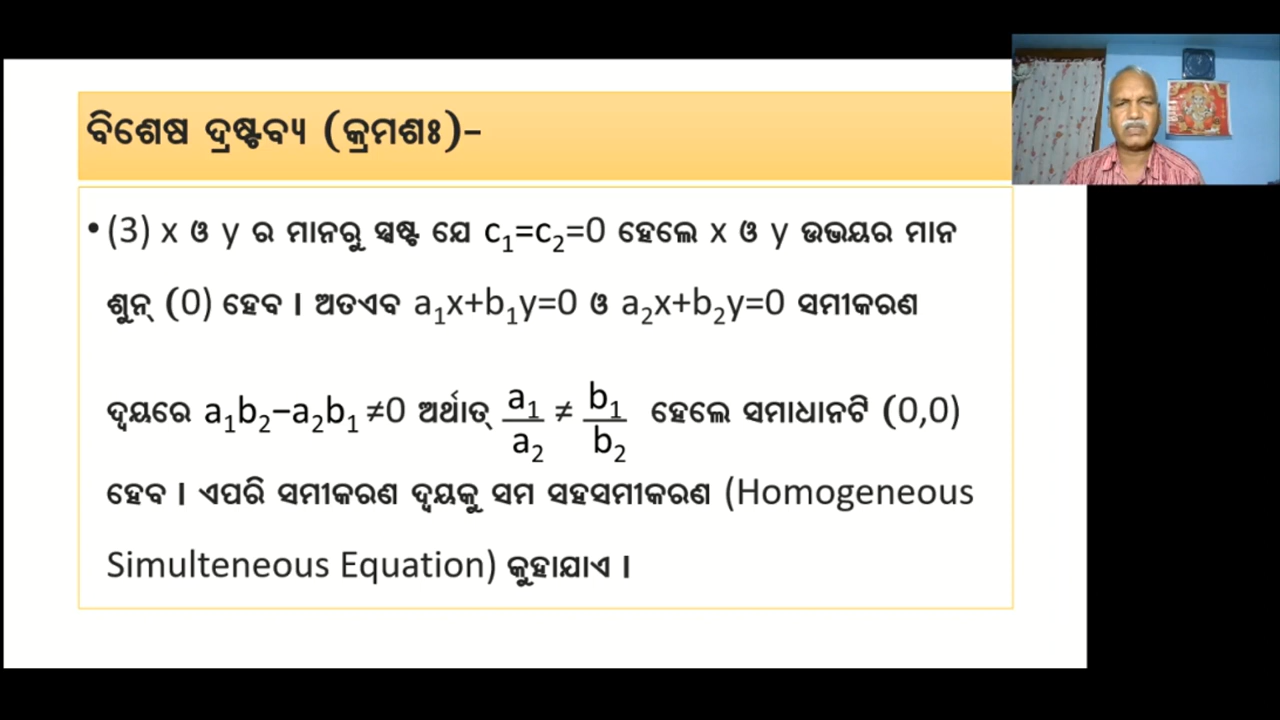 ବିଶେଷ ଦ୍ରଷ୍ଟବ୍ୟ (କ୍ରମଶଃ)–
• (3) x ଓ y ର ମାନରୁ ସ୍ପଷ୍ଟ ଯେ c₁=c₂=0 ହେଲେ x ଓ y ଉଭୟର ମାନ
ଶୁନ୍ (0) ହେବ । ଅତଏବ a₁x+b₁y=0 ଓ a₂x+b₂y=0 ସମୀକରଣ
ଦ୍ୱୟରେ a₁b₂–a₂b₁ ≠0 ଅର୍ଥାତ୍ a₁/a₂ ≠ b₁/b₂ ହେଲେ ସମାଧାନଟି (0,0)
ହେବ । ଏପରି ସମୀକରଣ ଦ୍ୱୟକୁ ସମ ସହସମୀକରଣ (Homogeneous
Simulteneous Equation) କୁହାଯାଏ ।